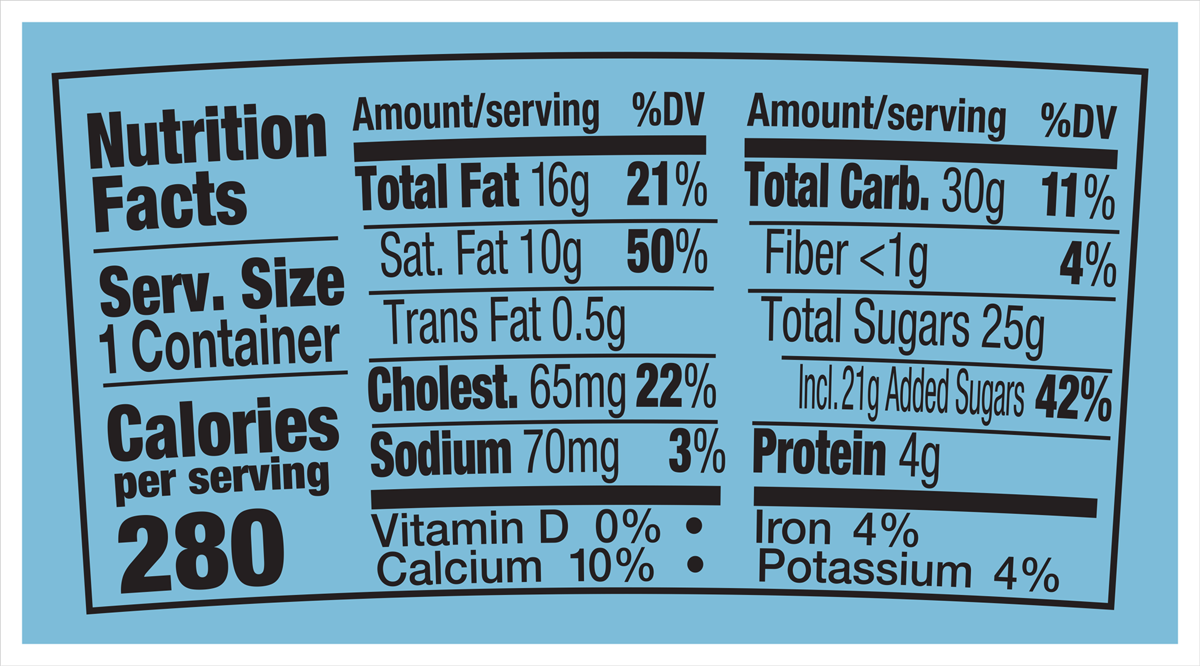 Nutrition
Facts
Serv. Size
1 Container
Calories
per serving
280
Amount/serving %DV
Total Fat 16g 21%
Sat. Fat 10g 50%
Trans Fat 0.5g
Cholest. 65mg 22%
Sodium 70mg 3%
Vitamin D 0% •
Calcium 10% •
Amount/serving %DV
Total Carb. 30g 11%
Fiber <1g 4%
Total Sugars 25g
Incl. 21g Added Sugars 42%
Protein 4g
Iron 4%
Potassium 4%